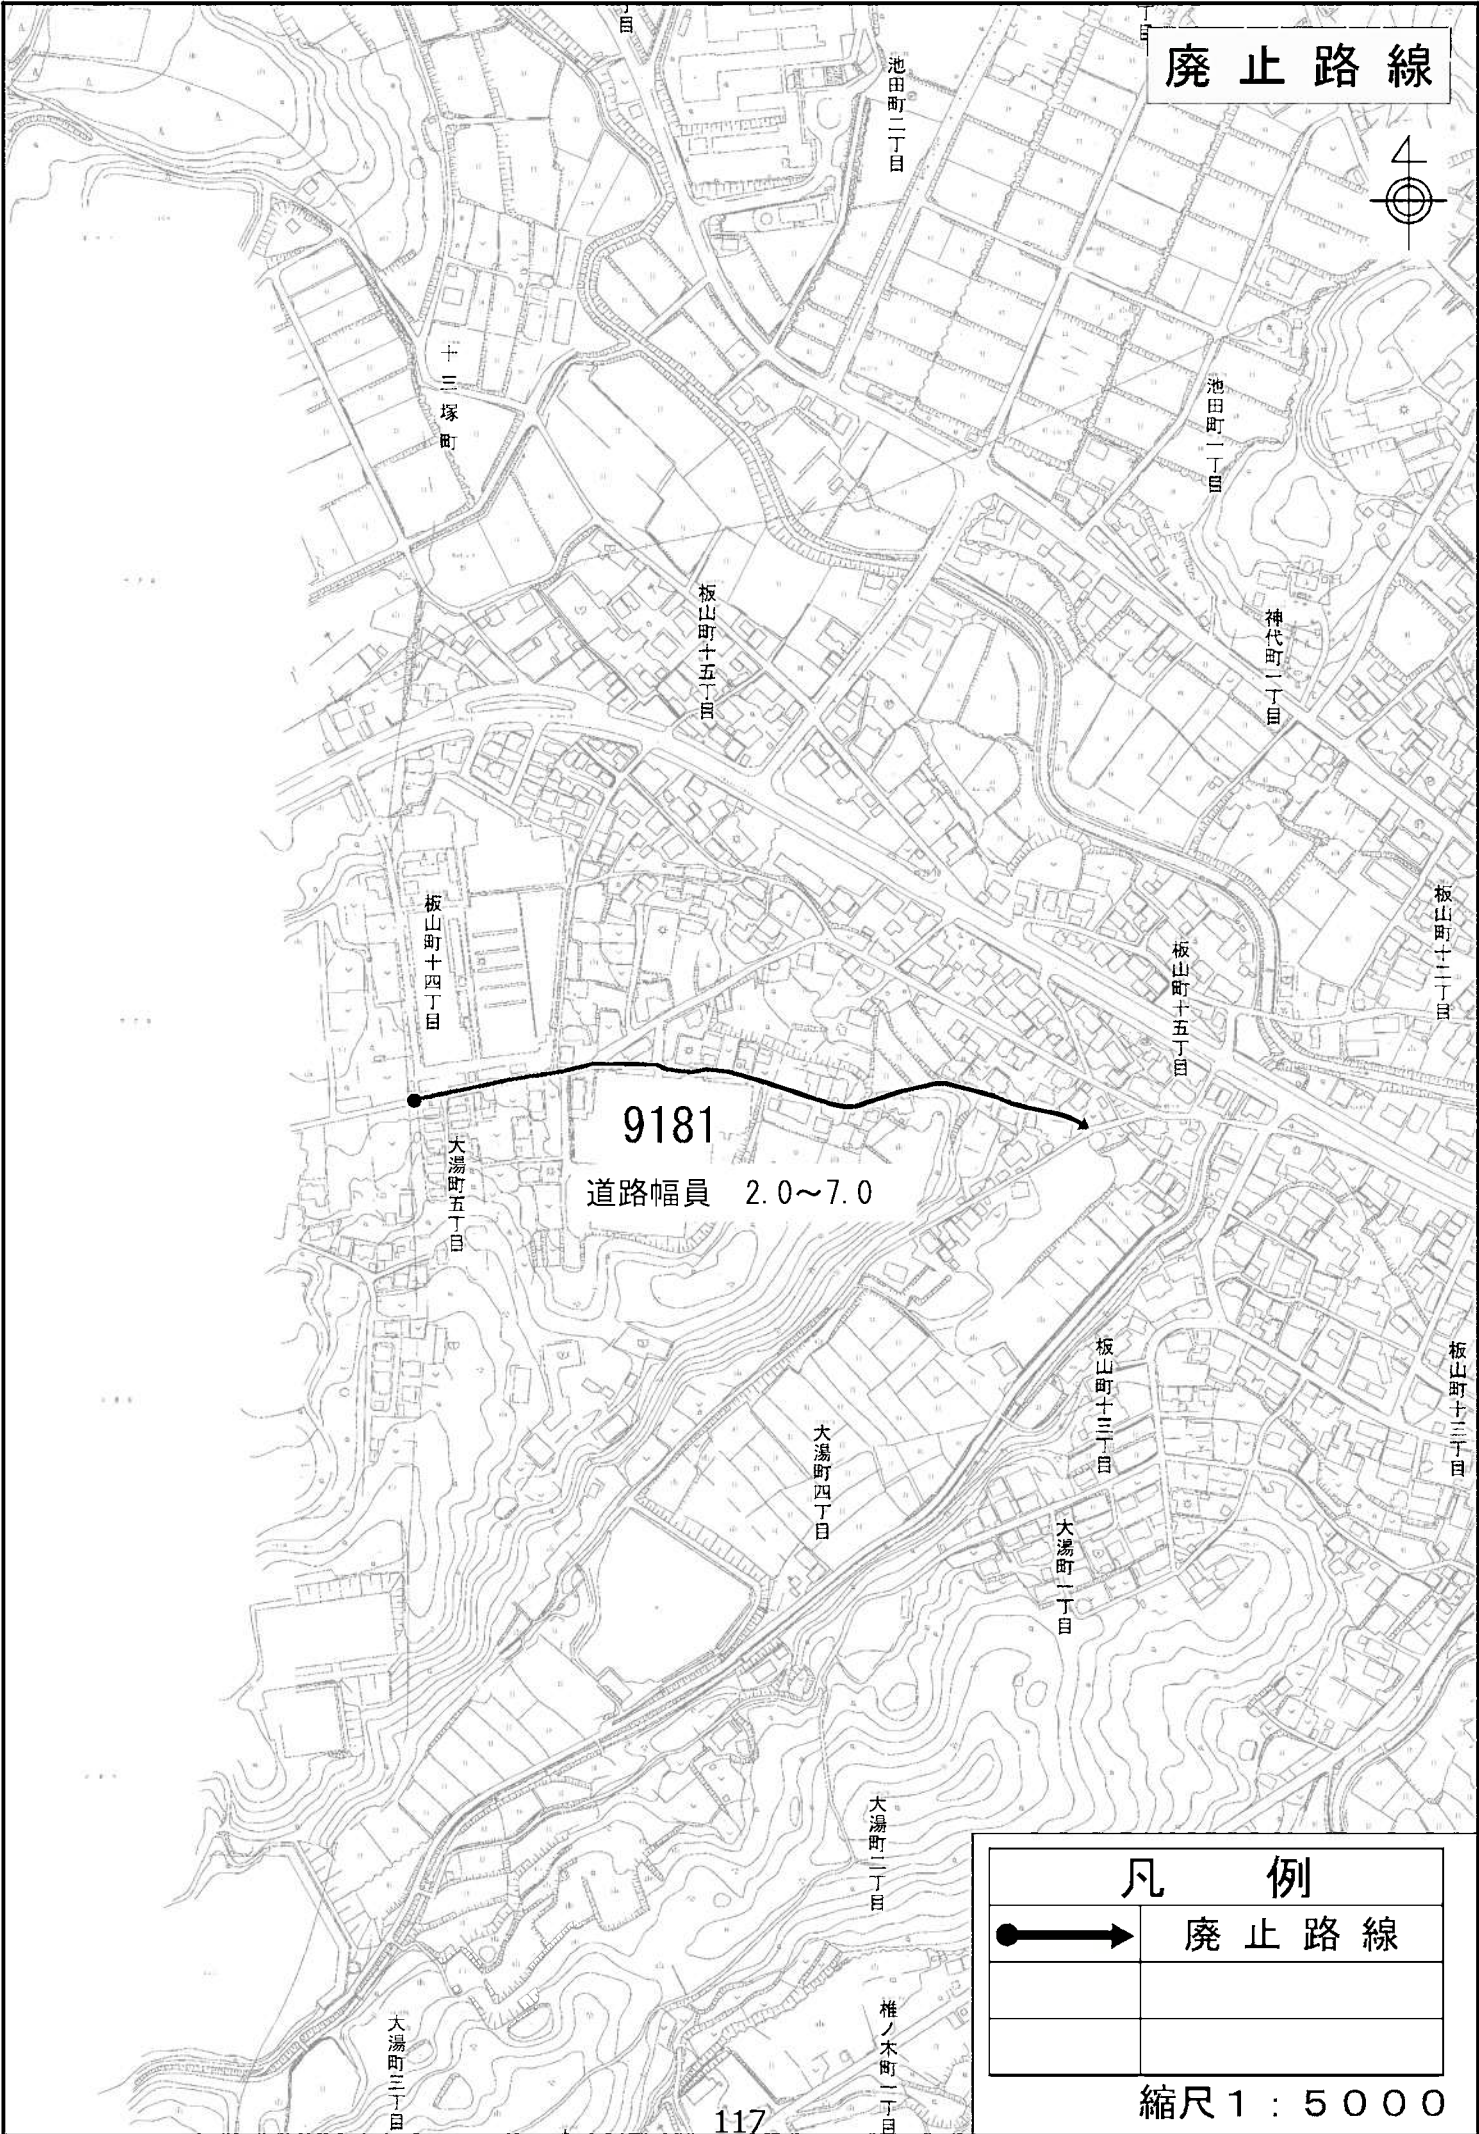 廃止路線
丁目
丁目
池田町二丁目
十三塚町
池田町一丁目
板山町十五丁目
神代町一丁目
板山町十四丁目
板山町十五丁目
板山町十二丁目
9181
道路幅員 2.0～7.0
大湯町五丁目
板山町十三丁目
板山町十三丁目
大湯町四丁目
大湯町一丁目
大湯町二丁目
大湯町三丁目
椎ノ木町一丁目
凡例
廃止路線
縮尺1:5000
117